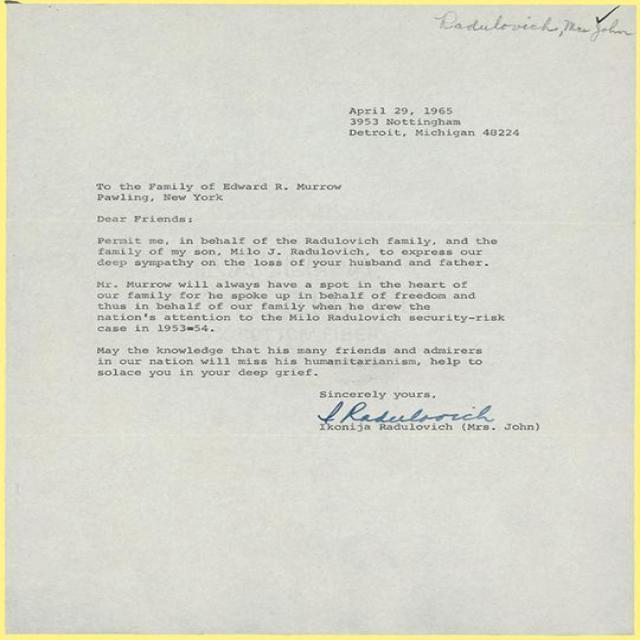 Radulovich, Mrs John
April 29, 1965
3953 Nottingham
Detroit, Michigan 48224
To the Family of Edward R. Murrow
Pawling, New York
Dear Friends:
Permit me, in behalf of the Radulovich family, and the
family of my son, Milo J. Radulovich, to express our
deep sympathy on the loss of your husband and father.
Mr. Murrow will always have a spot in the heart of
our family for he spoke up in behalf of freedom and
thus in behalf of our family when he drew the
nation's attention to the Milo Radulovich security-risk
case in 1953=54.
May the knowledge that his many friends and admirers
in our nation will miss his humanitarianism, help to
solace you in your deep grief.
Sincerely yours,
I Radulovich
Ikonija Radulovich (Mrs. John)